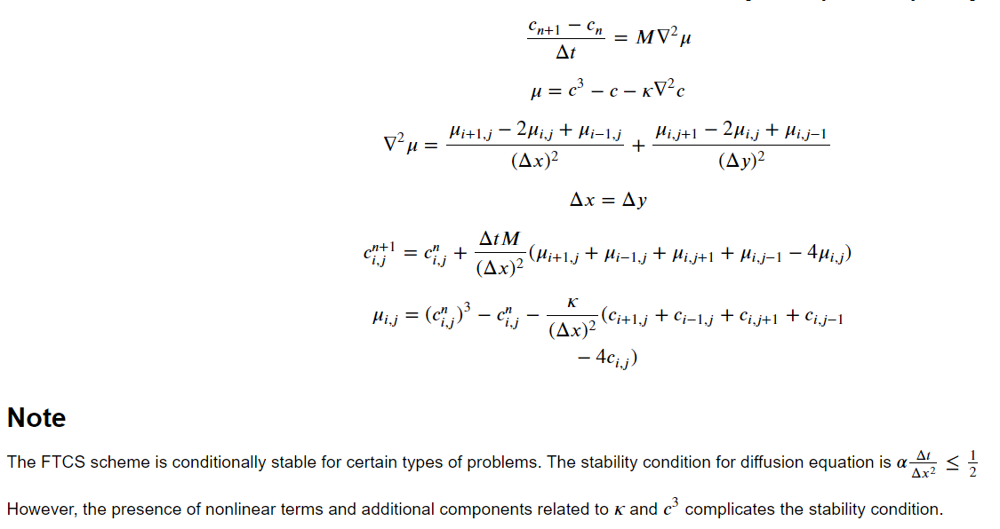 \frac{c_{n+1} - c_n}{\Delta t} = M\nabla^2 \mu
\mu = c^3 - c - \kappa\nabla^2 c
\nabla^2 \mu = \frac{\mu_{i+1,j} - 2\mu_{i,j} + \mu_{i-1,j}}{(\Delta x)^2} + \frac{\mu_{i,j+1} - 2\mu_{i,j} + \mu_{i,j-1}}{(\Delta y)^2}
\Delta x = \Delta y
c_{i,j}^{n+1} = c_{i,j}^n + \frac{\Delta t M}{(\Delta x)^2}(\mu_{i+1,j} + \mu_{i-1,j} + \mu_{i,j+1} + \mu_{i,j-1} - 4\mu_{i,j})
\mu_{i,j} = (c_{i,j}^n)^3 - c_{i,j}^n - \frac{\kappa}{(\Delta x)^2}(c_{i+1,j} + c_{i-1,j} + c_{i,j+1} + c_{i,j-1}
- 4c_{i,j})
Note
The FTCS scheme is conditionally stable for certain types of problems. The stability condition for diffusion equation is \alpha\frac{\Delta t}{\Delta x^2} \leq \frac{1}{2}
However, the presence of nonlinear terms and additional components related to \kappa and c^3 complicates the stability condition.